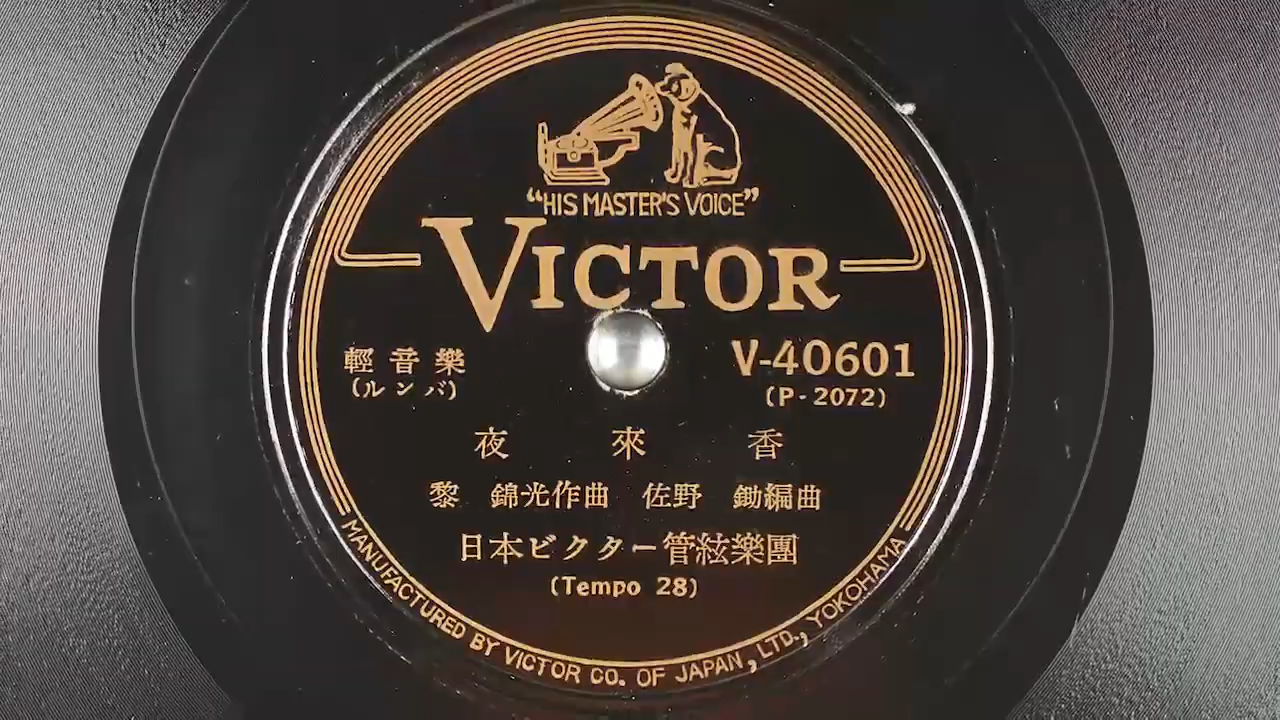 “HIS MASTER'S VOICE”
VICTOR
輕音樂
(ルンバ)
V-40601
(P-2072)
夜來香
黎 錦光作曲 佐野 鋤編曲
日本ビクター管絃樂團
(Tempo 28)
MANUFACTURED BY VICTOR CO. OF JAPAN, LTD., YOKOHAMA